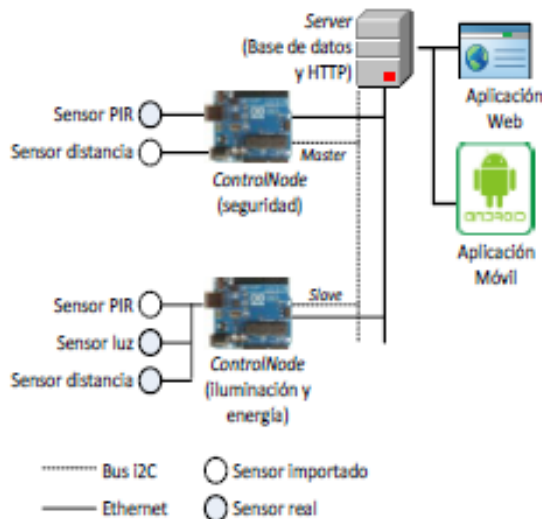 Server
(Base de datos
y HTTP)
Aplicación
Web
Sensor PIR
Sensor distancia
Master
ControlNode
(seguridad)
ANDROID
Aplicación
Móvil
Sensor PIR
Slave
Sensor luz
Sensor distancia
ControlNode
(iluminación y
energía)
Bus i2C
Sensor importado
Ethernet
Sensor real